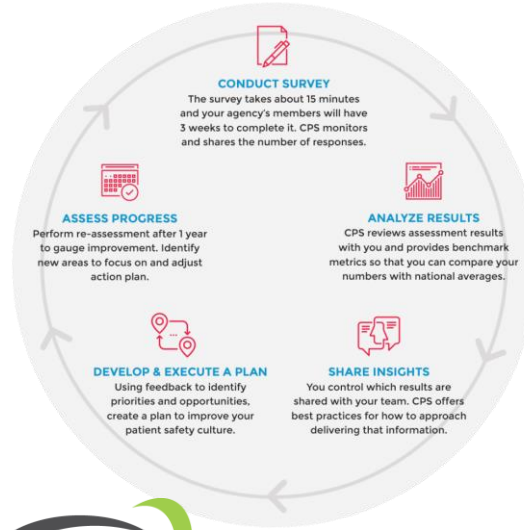 CONDUCT SURVEY
The survey takes about 15 minutes
and your agency's members will have
3 weeks to complete it. CPS monitors
and shares the number of responses.
ANALYZE RESULTS
CPS reviews assessment results
with you and provides benchmark
metrics so that you can compare your
numbers with national averages.
SHARE INSIGHTS
You control which results are
shared with your team. CPS offers
best practices for how to approach
delivering that information.
DEVELOP & EXECUTE A PLAN
Using feedback to identify
priorities and opportunities,
create a plan to improve your
patient safety culture.
ASSESS PROGRESS
Perform re-assessment after 1 year
to gauge improvement. Identify
new areas to focus on and adjust
action plan.